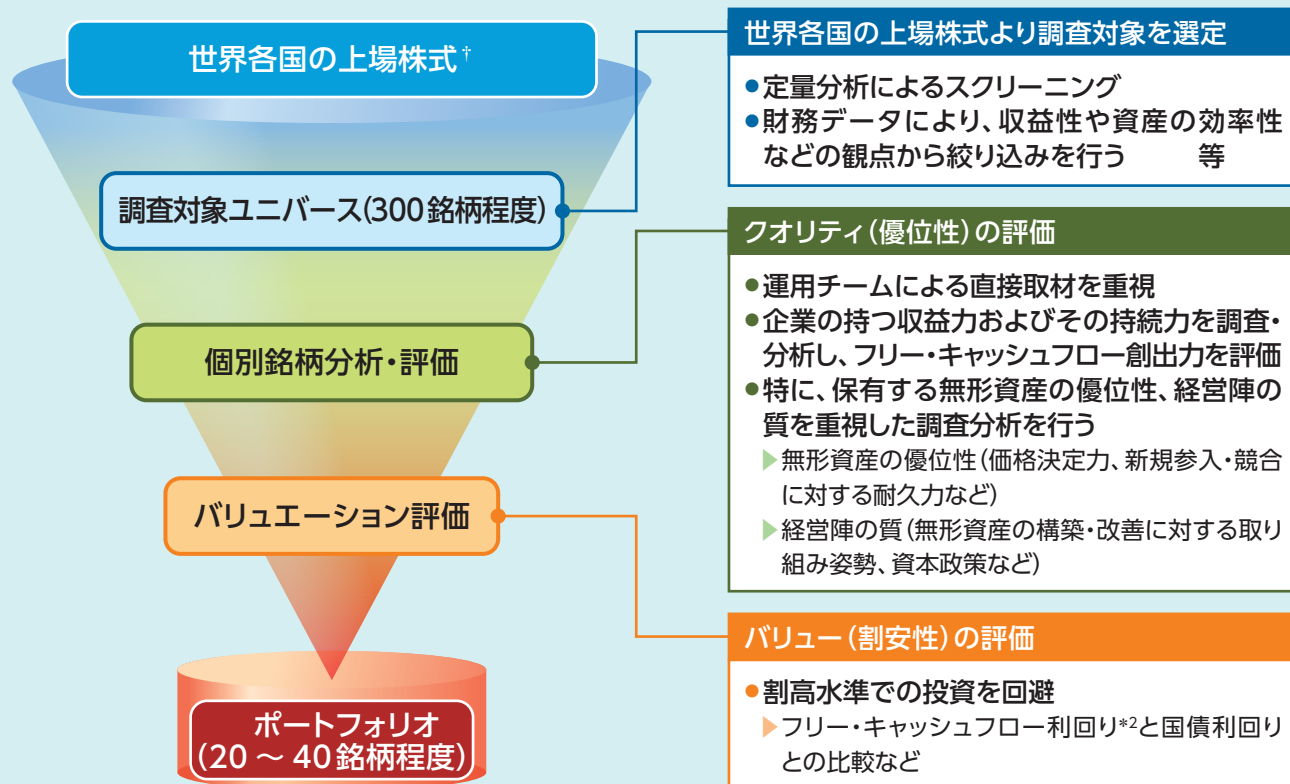 世界各国の上場株式†
調査対象ユニバース(300銘柄程度)
個別銘柄分析・評価
バリュエーション評価
ポートフォリオ
(20 ～ 40銘柄程度)
世界各国の上場株式より調査対象を選定
●定量分析によるスクリーニング
●財務データにより、収益性や資産の効率性
などの観点から絞り込みを行う 等
クオリティ(優位性)の評価
●運用チームによる直接取材を重視
●企業の持つ収益力およびその持続力を調査・
分析し、フリー・キャッシュフロー創出力を評価
●特に、保有する無形資産の優位性、経営陣の
質を重視した調査分析を行う
▶無形資産の優位性(価格決定力、新規参入・競合
に対する耐久力など)
▶経営陣の質(無形資産の構築・改善に対する取り
組み姿勢、資本政策など)
バリュー(割安性)の評価
●割高水準での投資を回避
▶フリー・キャッシュフロー利回り*2と国債利回り
との比較など